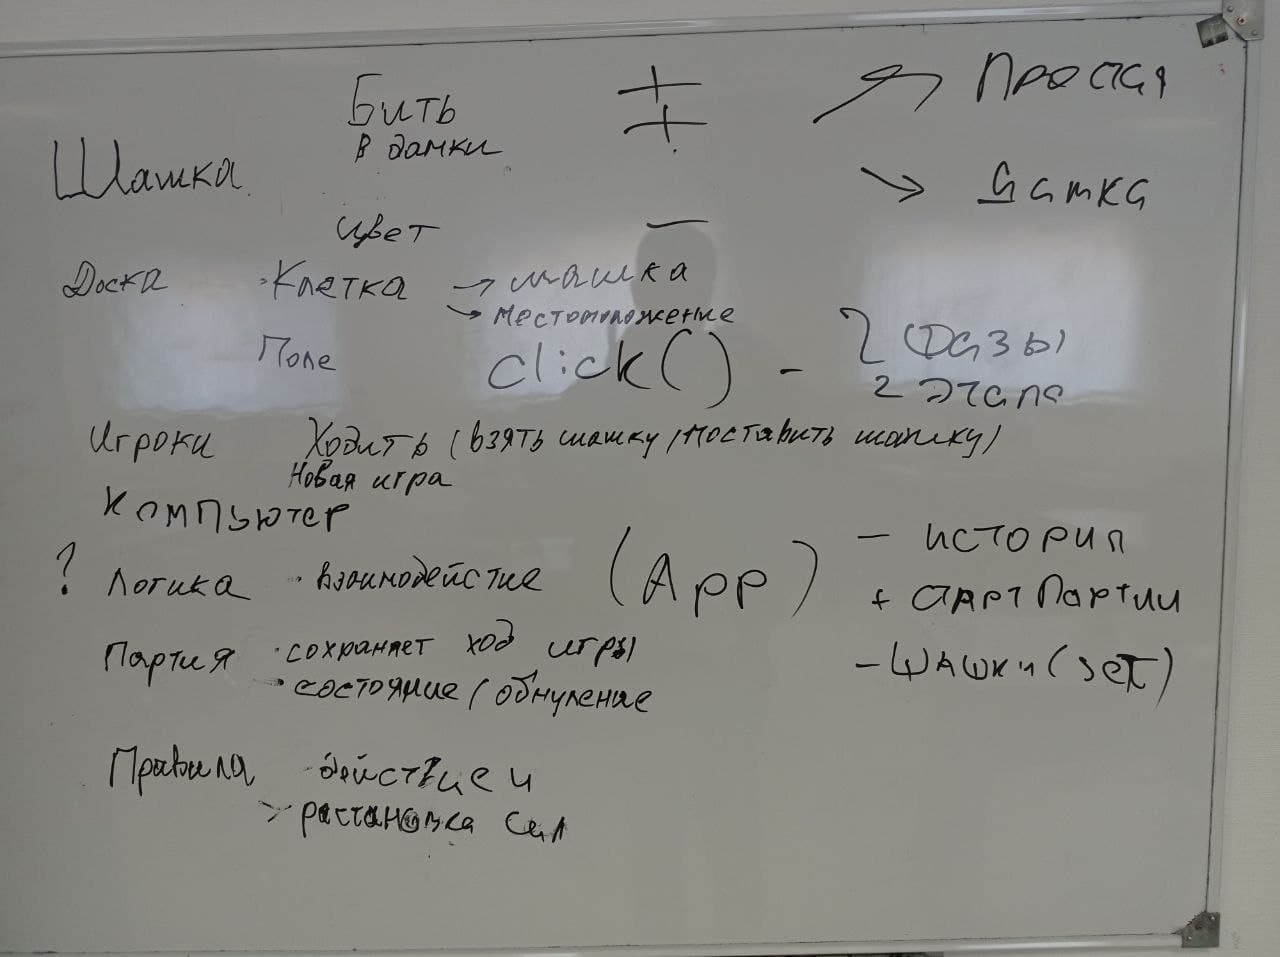 Бить + Простая
в дамки +
Шашка Дамка
цвет —
Доска · Клетка → шашка
→ местоположение
Поле click() - 2 фазы
2 этапа
Игроки Ходить (взять шашку/поставить шашку)
Новая игра
Компьютер
? Логика · взаимодейстие (App) — история
+ старт партии
Партия · сохраняет ход игры
· состояние/обнуление — шашки (set)
Правила · действие и
растановка сил